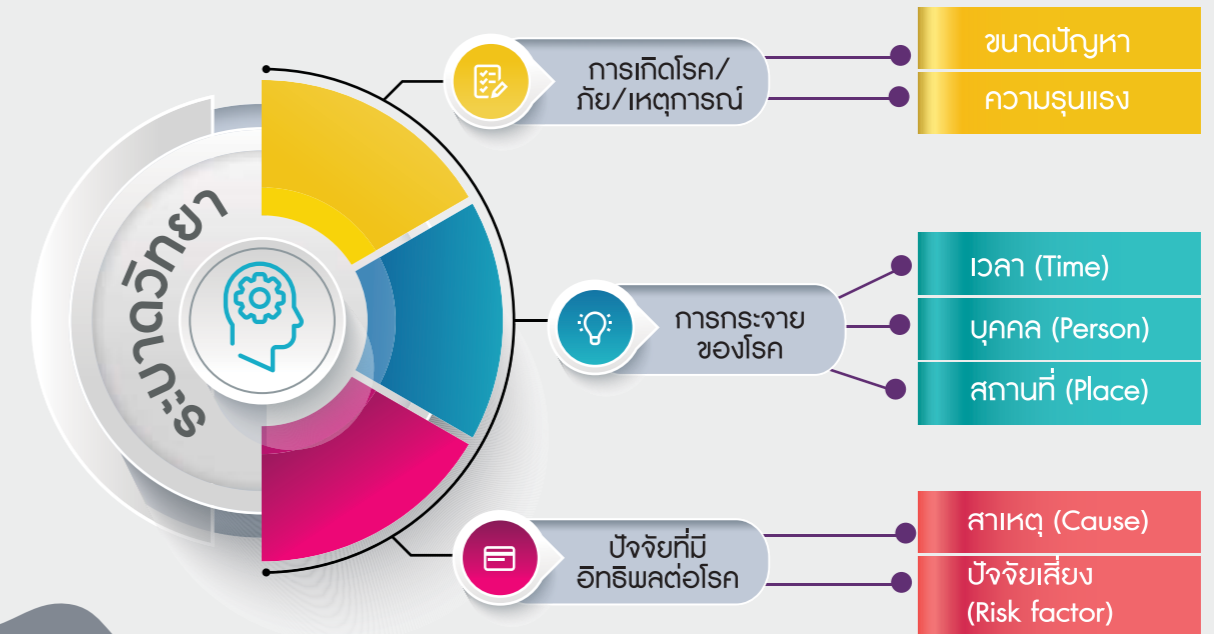 ระบาดวิทยา
การเกิดโรค/
ภัย/เหตุการณ์
ขนาดปัญหา
ความรุนแรง
การกระจาย
ของโรค
เวลา (Time)
บุคคล (Person)
สถานที่ (Place)
ปัจจัยที่มี
อิทธิพลต่อโรค
สาเหตุ (Cause)
ปัจจัยเสี่ยง
(Risk factor)